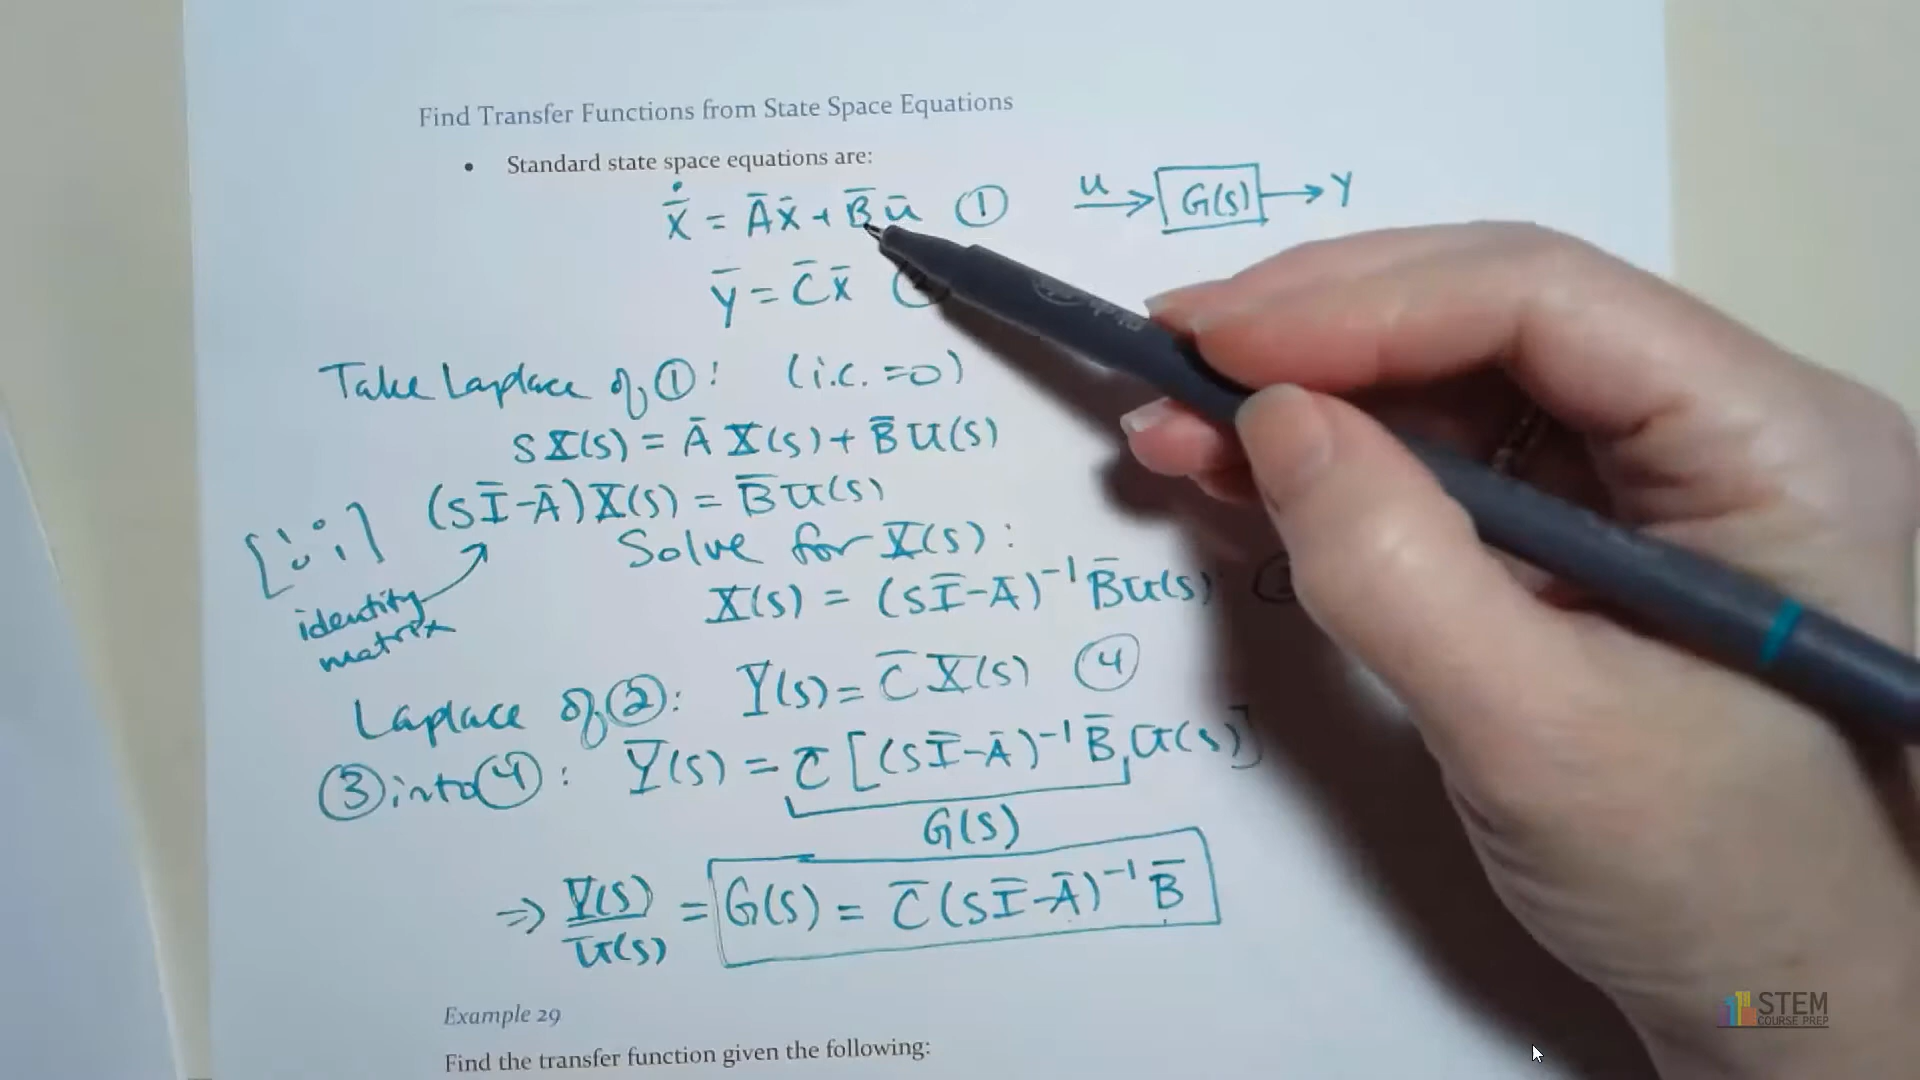 Find Transfer Functions from State Space Equations
• Standard state space equations are:
Ẋ̄ = ĀX̄ + B̄ū ①
u → G(s) → Y
ȳ = C̄x̄
Take Laplace of ①: (i.c. = 0)
sX(s) = ĀX(s) + B̄U(s)
(sĪ-Ā)X(s) = B̄U(s)
Solve for X(s):
X(s) = (sĪ-Ā)⁻¹B̄U(s)
identity
matrix
Laplace of ②: Y(s) = C̄X(s) ④
③ into ④: Y(s) = C̄[(sĪ-Ā)⁻¹B̄U(s)]
G(s)
⇒ Y(s)/U(s) = G(s) = C̄(sĪ-Ā)⁻¹B̄
Example 29
Find the transfer function given the following:
STEM
COURSE PREP